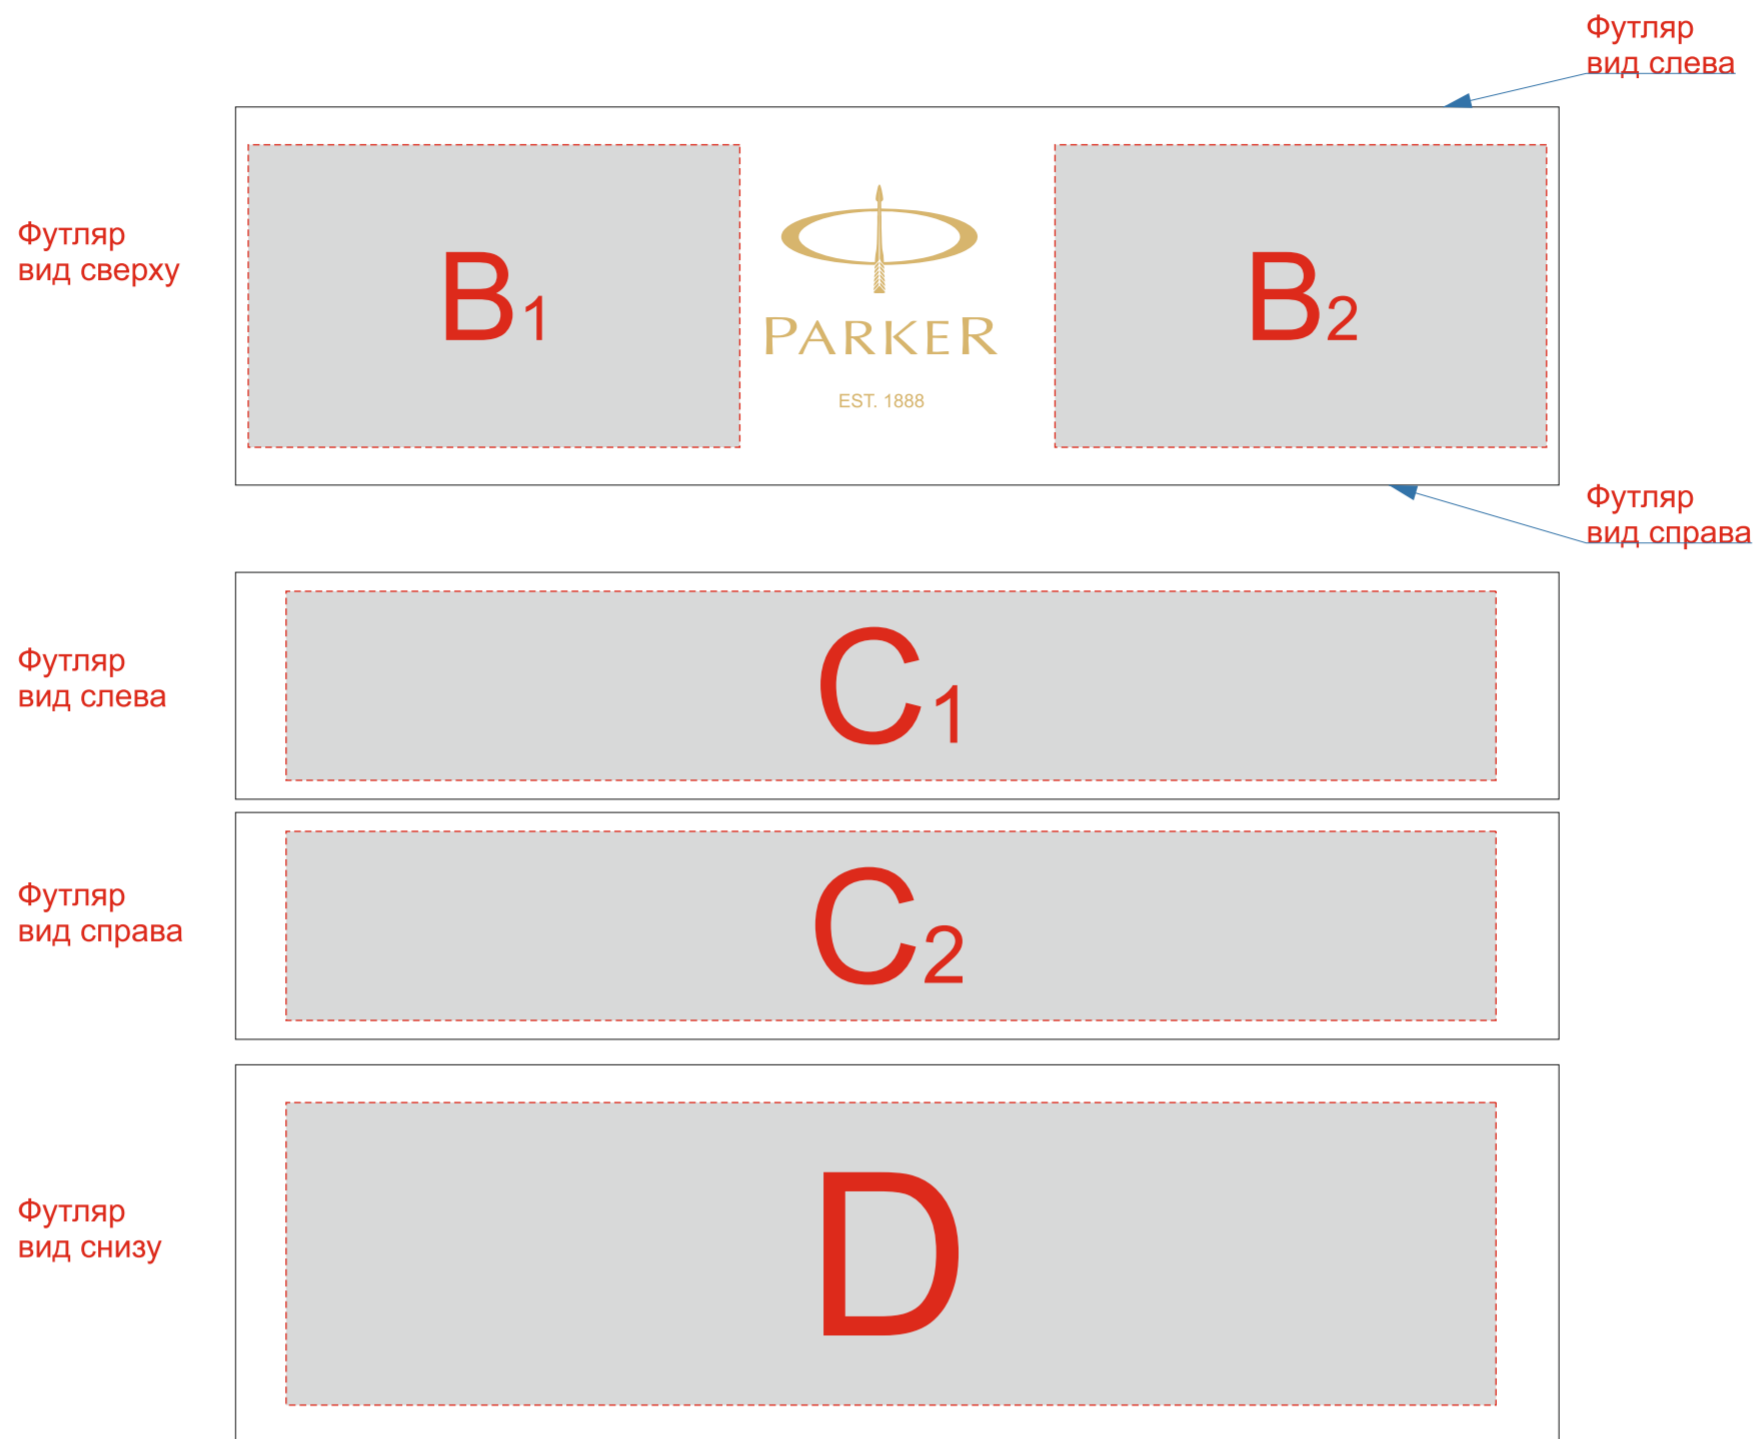 Футляр
вид слева
Футляр
вид сверху
B1
PARKER
EST. 1888
B2
Футляр
вид справа
Футляр
вид слева
C1
Футляр
вид справа
C2
Футляр
вид снизу
D